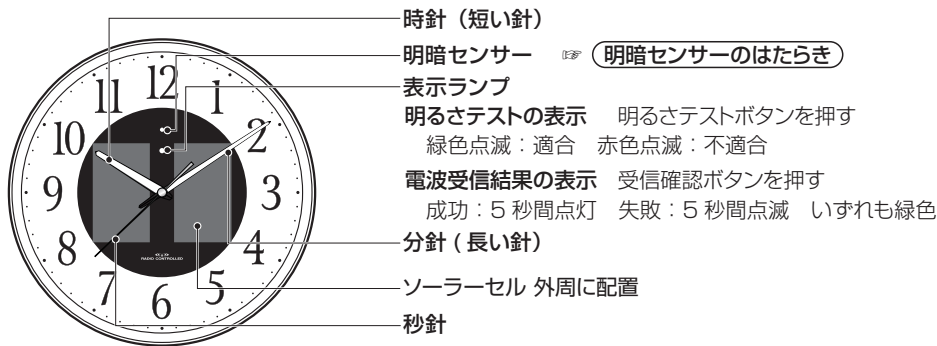 時針（短い針）
明暗センサー ☞ 明暗センサーのはたらき
表示ランプ
明るさテストの表示 明るさテストボタンを押す
緑色点滅：適合 赤色点滅：不適合
電波受信結果の表示 受信確認ボタンを押す
成功：5 秒間点灯 失敗：5 秒間点滅 いずれも緑色
分針 ( 長い針）
ソーラーセル 外周に配置
秒針
12
1
2
3
4
5
6
7
8
9
10
11
RADIO CONTROLLED